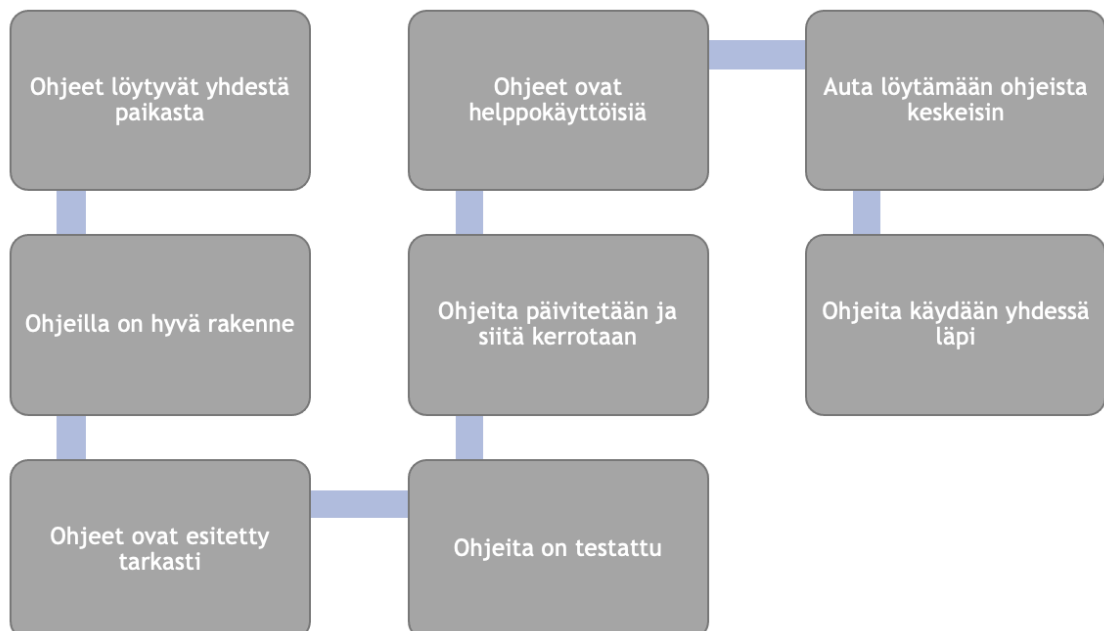 Ohjeet löytyvät yhdestä
paikasta
Ohjeilla on hyvä rakenne
Ohjeet ovat esitetty
tarkasti
Ohjeita on testattu
Ohjeita päivitetään ja
siitä kerrotaan
Ohjeet ovat
helppokäyttöisiä
Auta löytämään ohjeista
keskeisin
Ohjeita käydään yhdessä
läpi